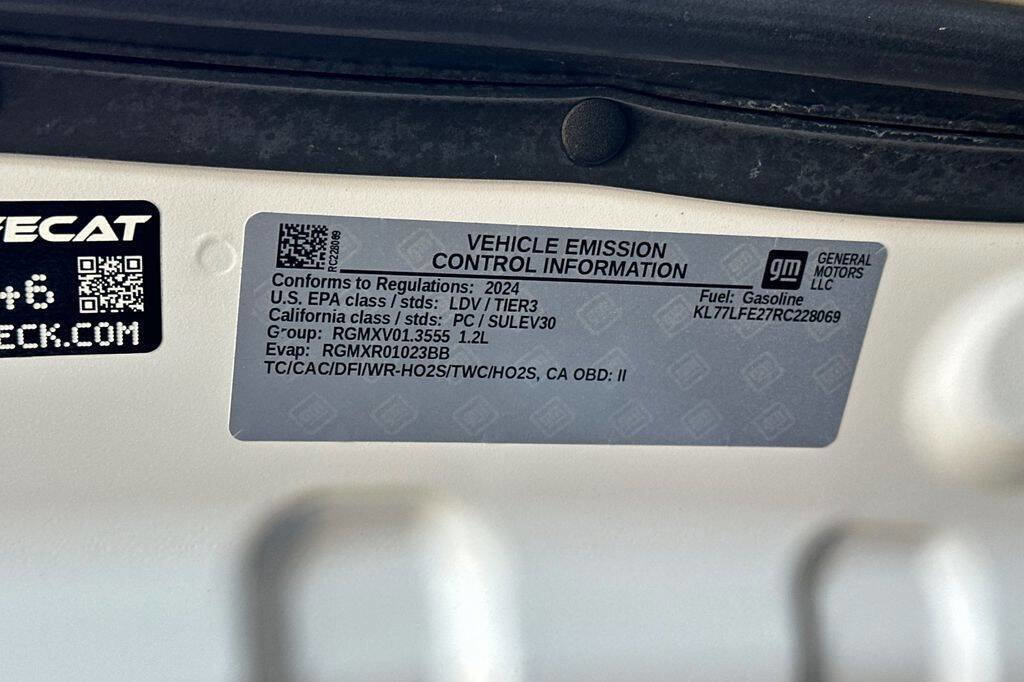 FECAT
+6
ECK.COM
RC228069
VEHICLE EMISSION
CONTROL INFORMATION
gm
GENERAL
MOTORS
LLC
Conforms to Regulations: 2024
U.S. EPA class / stds: LDV / TIER3
California class / stds: PC / SULEV30
Group: RGMXV01.3555 1.2L
Evap: RGMXR01023BB
TC/CAC/DFI/WR-HO2S/TWC/HO2S, CA OBD: II
Fuel: Gasoline
KL77LFE27RC228069